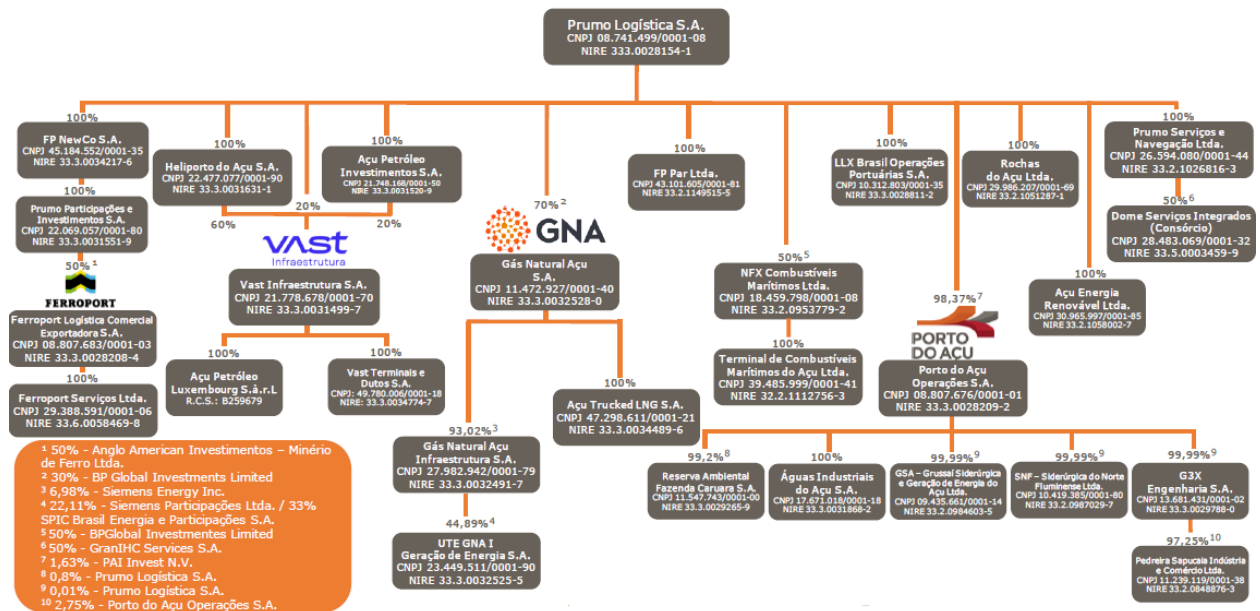 Prumo Logística S.A.
CNPJ 08.741.499/0001-08
NIRE 333.0028154-1
100%
FP NewCo S.A.
CNPJ 45.184.552/0001-35
NIRE 33.3.0034217-6
100%
Prumo Participações e
Investimentos S.A.
CNPJ 22.069.057/0001-80
NIRE 33.3.0031551-9
50% 1
FERROPORT
Ferroport Logística Comercial
Exportadora S.A.
CNPJ 08.807.683/0001-03
NIRE 33.3.0028208-4
100%
Ferroport Serviços Ltda.
CNPJ 29.388.591/0001-06
NIRE 33.6.0058469-8
100%
Heliporto do Açu S.A.
CNPJ 22.477.077/0001-90
NIRE 33.3.0031631-1
60%
20%
100%
Açu Petróleo
Investimentos S.A.
CNPJ 21.748.168/0001-50
NIRE 33.3.0031520-9
20%
vast
Infraestrutura
Vast Infraestrutura S.A.
CNPJ 21.778.678/0001-70
NIRE 33.3.0031499-7
100%
Açu Petróleo
Luxembourg S.à.r.L
R.C.S.: B259679
100%
Vast Terminais e
Dutos S.A.
CNPJ: 49.780.006/0001-18
NIRE: 33.3.0034774-7
70% 2
GNA
Gás Natural Açu
S.A.
CNPJ 11.472.927/0001-40
NIRE 33.3.0032528-0
93,02% 3
Gás Natural Açu
Infraestrutura S.A.
CNPJ 27.982.942/0001-79
NIRE 33.3.0032491-7
44,89% 4
UTE GNA I
Geração de Energia S.A.
CNPJ 23.449.511/0001-90
NIRE 33.3.0032525-5
100%
Açu Trucked LNG S.A.
CNPJ 47.298.611/0001-21
NIRE 33.3.0034489-6
100%
FP Par Ltda.
CNPJ 43.101.605/0001-81
NIRE 33.2.1149515-5
50% 5
NFX Combustíveis
Marítimos Ltda.
CNPJ 18.459.798/0001-08
NIRE 33.2.0953779-2
100%
Terminal de Combustíveis
Marítimos do Açu Ltda.
CNPJ 39.485.999/0001-41
NIRE 32.2.1112756-3
100%
LLX Brasil Operações
Portuárias S.A.
CNPJ 10.312.803/0001-35
NIRE 33.3.0028811-2
98,37% 7
PORTO
DO AÇU
Porto do Açu
Operações S.A.
CNPJ 08.807.676/0001-01
NIRE 33.3.0028209-2
100%
Rochas
do Açu Ltda.
CNPJ 29.986.207/0001-69
NIRE 33.2.1051287-1
100%
Açu Energia
Renovável Ltda.
CNPJ 30.965.997/0001-85
NIRE 33.2.1058002-7
100%
Prumo Serviços e
Navegação Ltda.
CNPJ 26.594.080/0001-44
NIRE 33.2.1026816-3
50% 6
Dome Serviços Integrados
(Consórcio)
CNPJ 28.483.069/0001-32
NIRE 33.5.0003459-9
99,2% 8
Reserva Ambiental
Fazenda Caruara S.A.
CNPJ 11.547.743/0001-00
NIRE 33.3.0029265-9
100%
Águas Industriais
do Açu S.A.
CNPJ 17.671.018/0001-18
NIRE 33.3.0031868-2
99,99% 9
GSA – Grussaí Siderúrgica
e Geração de Energia do
Açu Ltda.
CNPJ 09.435.661/0001-14
NIRE 33.2.0984603-5
99,99% 9
SNF – Siderúrgica do Norte
Fluminense Ltda.
CNPJ 10.419.385/0001-80
NIRE 33.2.0987029-7
99,99% 9
G3X
Engenharia S.A.
CNPJ 13.681.431/0001-02
NIRE 33.3.0029788-0
97,25% 10
Pedreira Sapucaia Indústria
e Comércio Ltda.
CNPJ 11.239.119/0001-38
NIRE 33.2.0848876-3
1 50% - Anglo American Investimentos – Minério
de Ferro Ltda.
2 30% - BP Global Investments Limited
3 6,98% - Siemens Energy Inc.
4 22,11% - Siemens Participações Ltda. / 33%
SPIC Brasil Energia e Participações S.A.
5 50% - BPGlobal Investmentes Limited
6 50% - GranIHC Services S.A.
7 1,63% - PAI Invest N.V.
8 0,8% - Prumo Logística S.A.
9 0,01% - Prumo Logística S.A.
10 2,75% - Porto do Açu Operações S.A.